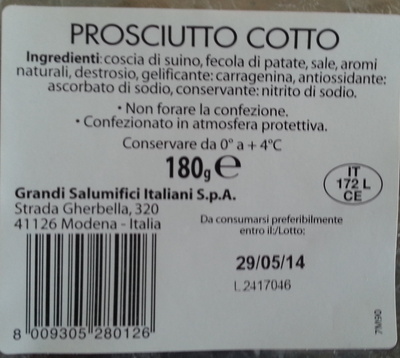 PROSCIUTTO COTTO
Ingredienti: coscia di suino, fecola di patate, sale, aromi
naturali, destrosio, gelificante: carragenina, antiossidante:
ascorbato di sodio, conservante: nitrito di sodio.
• Non forare la confezione.
• Confezionato in atmosfera protettiva.
Conservare da 0° a + 4°C
180g e
IT
172 L
CE
Grandi Salumifici Italiani S.p.A.
Strada Gherbella, 320
41126 Modena - Italia
Da consumarsi preferibilmente
entro il:/Lotto:
29/05/14
L.2417046
8 009305 280126
7M90